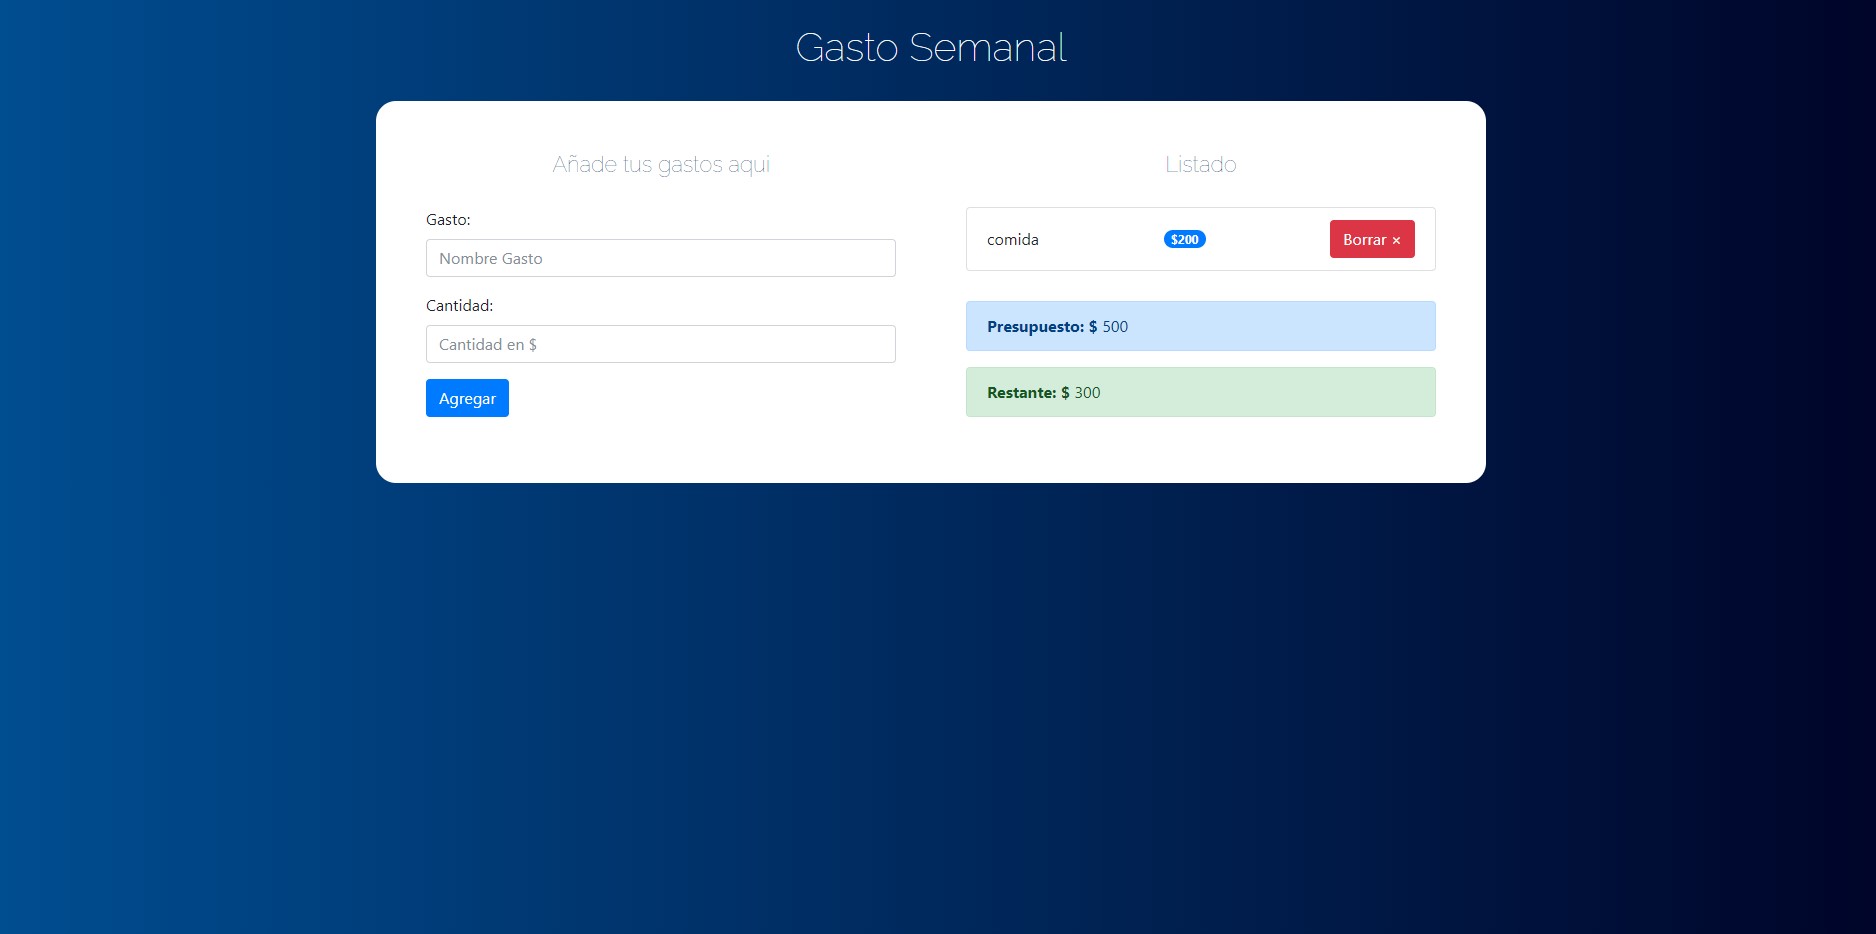 Gasto Semanal
Añade tus gastos aqui
Gasto:
Nombre Gasto
Cantidad:
Cantidad en $
Agregar
Listado
comida $200 Borrar ×
Presupuesto: $ 500
Restante: $ 300